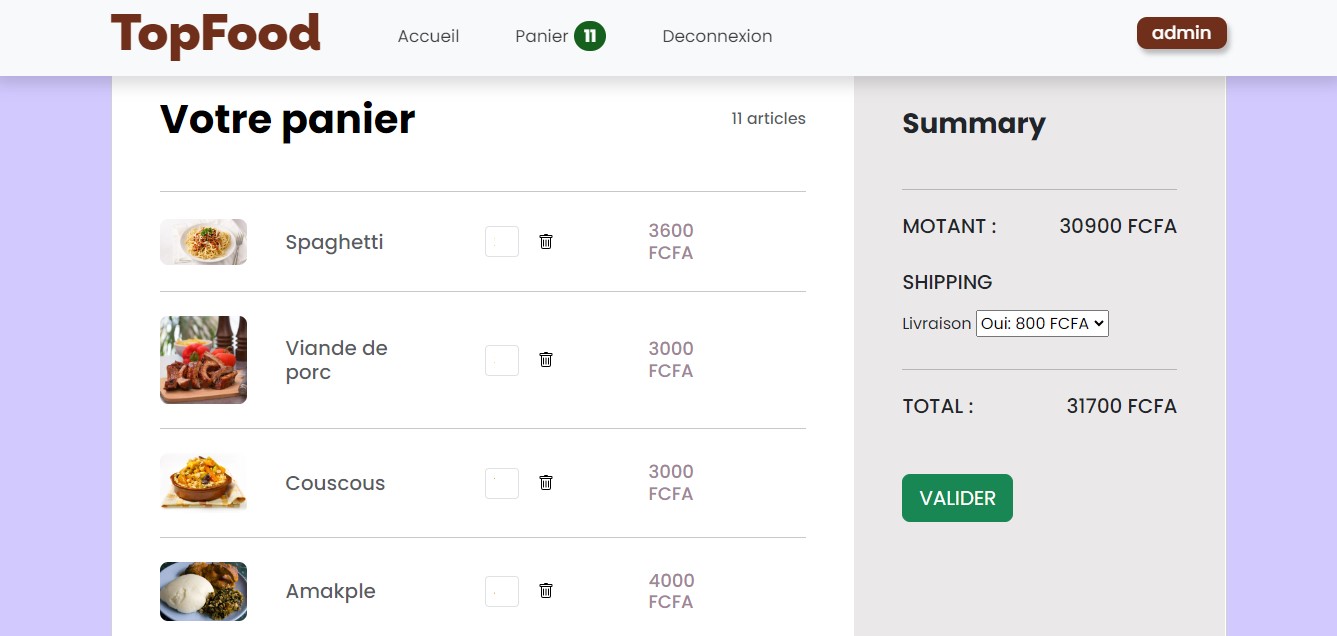 TopFood
Accueil
Panier 11
Deconnexion
admin
Votre panier
11 articles
Spaghetti
3600
FCFA
Viande de
porc
3000
FCFA
Couscous
3000
FCFA
Amakple
4000
FCFA
Summary
MOTANT : 30900 FCFA
SHIPPING
Livraison Oui: 800 FCFA
TOTAL : 31700 FCFA
VALIDER